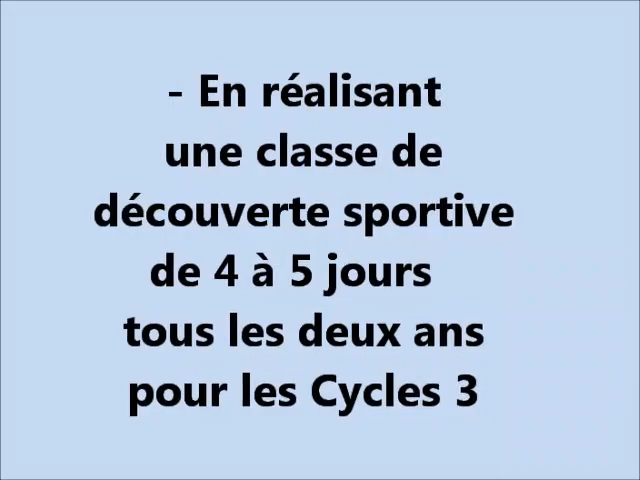 - En réalisant
une classe de
découverte sportive
de 4 à 5 jours
tous les deux ans
pour les Cycles 3